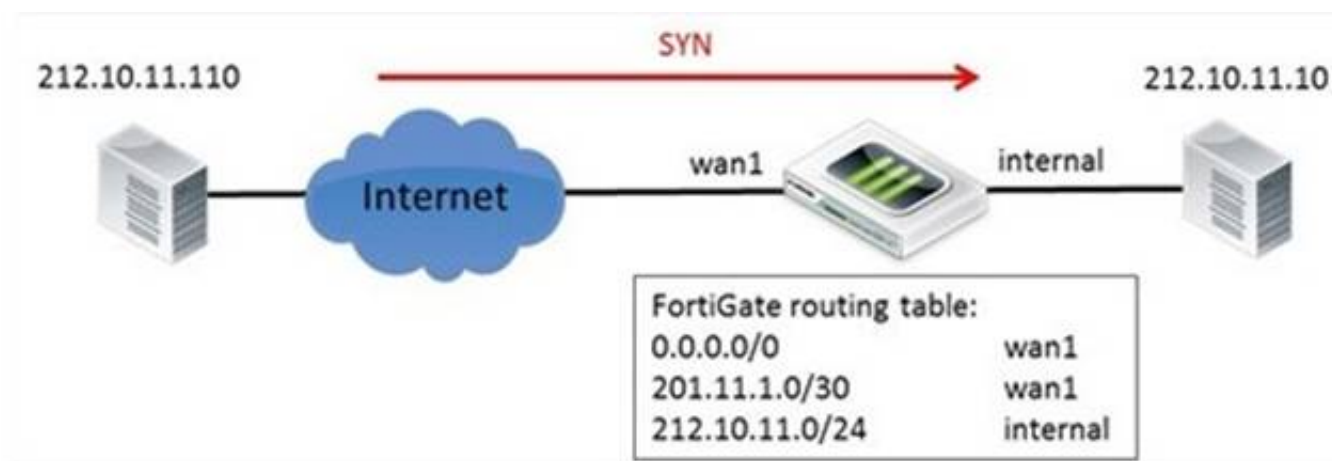 SYN
212.10.11.110
212.10.11.10
wan1
internal
Internet
FortiGate routing table:
0.0.0.0/0 wan1
201.11.1.0/30 wan1
212.10.11.0/24 internal